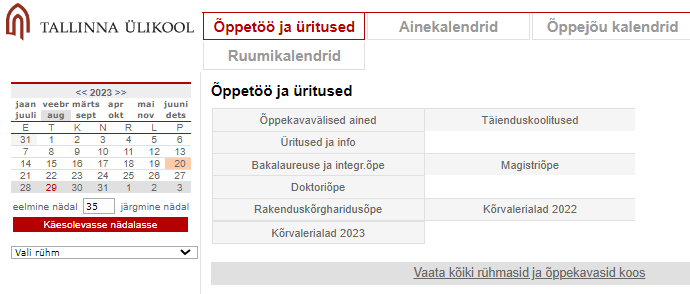 TALLINNA ÜLIKOOL
Õppetöö ja üritused Ainekalendrid Õppejõu kalendrid
Ruumikalendrid
<< 2023 >>
jaan veebr märts apr mai juuni
juuli aug sept okt nov dets
E T K N R L P
31 1 2 3 4 5 6
7 8 9 10 11 12 13
14 15 16 17 18 19 20
21 22 23 24 25 26 27
28 29 30 31 1 2 3
eelmine nädal 35 järgmine nädal
Käesolevasse nädalasse
Vali rühm
Õppetöö ja üritused
Õppekavavälised ained Täienduskoolitused
Üritused ja info
Bakalaureuse ja integr.õpe Magistriõpe
Doktoriõpe
Rakenduskõrgharidusõpe Kõrvalerialad 2022
Kõrvalerialad 2023
Vaata kõiki rühmasid ja õppekavasid koos